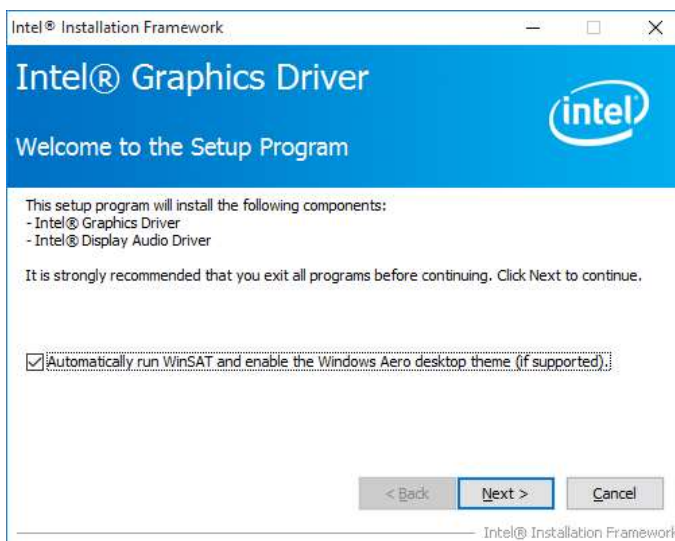 Intel® Installation Framework
Intel® Graphics Driver
intel
Welcome to the Setup Program
This setup program will install the following components:
- Intel® Graphics Driver
- Intel® Display Audio Driver
It is strongly recommended that you exit all programs before continuing. Click Next to continue.
Automatically run WinSAT and enable the Windows Aero desktop theme (if supported).
< Back Next > Cancel
Intel® Installation Framework